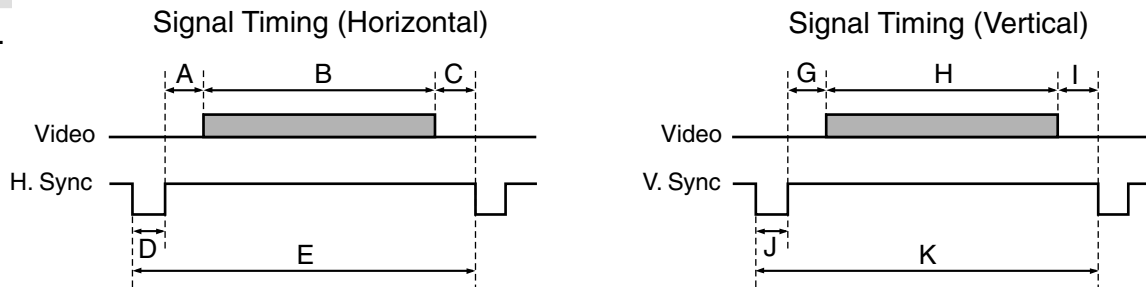 Signal Timing (Horizontal)
A B C
Video
H. Sync
D
E
Signal Timing (Vertical)
G H I
Video
V. Sync
J
K